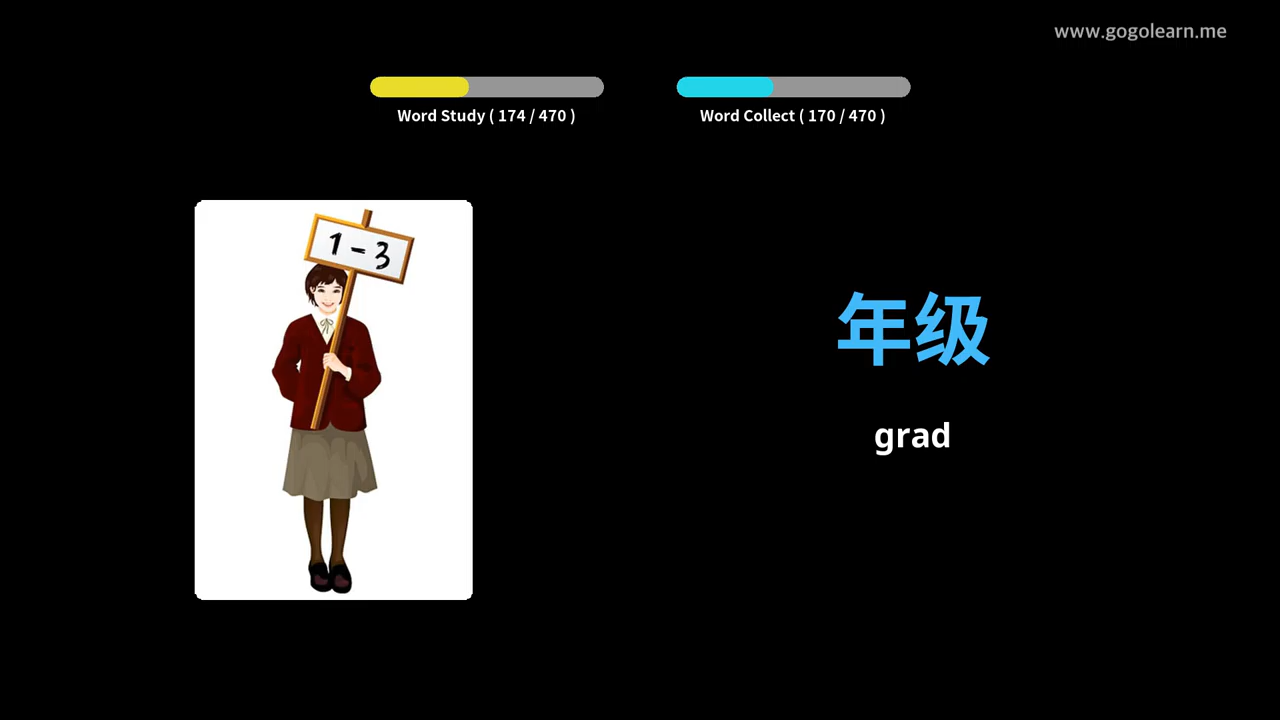 www.gogolearn.me
Word Study ( 174 / 470 )
Word Collect ( 170 / 470 )
1 - 3
年级
grad